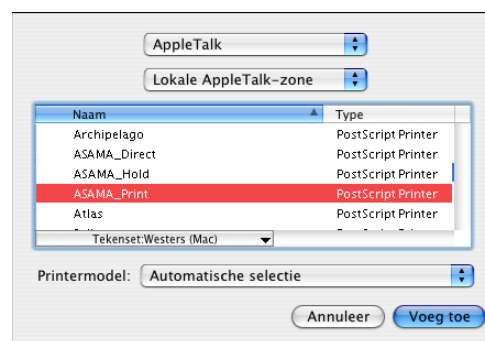 AppleTalk
Lokale AppleTalk-zone
Naam Type
Archipelago PostScript Printer
ASAMA_Direct PostScript Printer
ASAMA_Hold PostScript Printer
ASAMA_Print PostScript Printer
Atlas PostScript Printer
Tekenset:Westers (Mac)
Printermodel: Automatische selectie
Annuleer Voeg toe